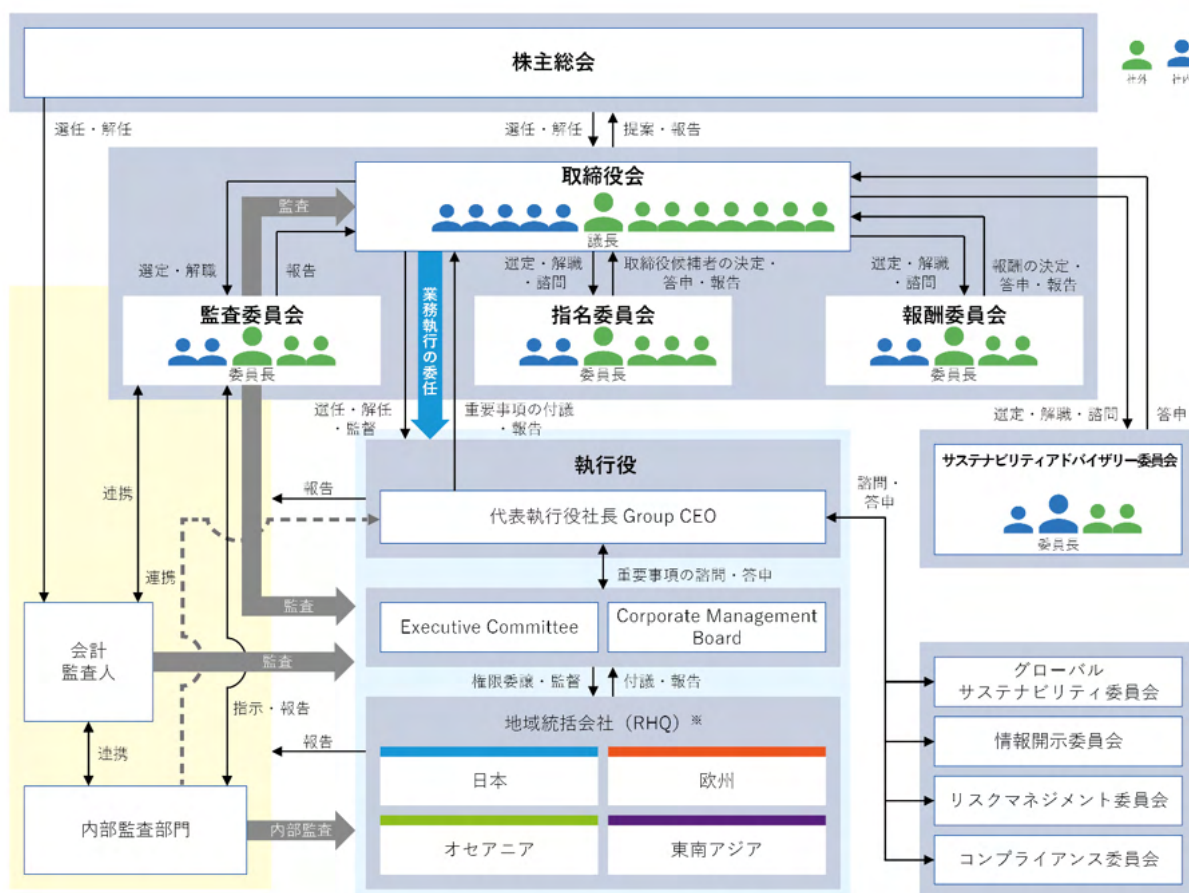 株主総会
社外
社内
選任・解任
選任・解任
提案・報告
取締役会
議長
監査
選定・解職
報告
選定・解職
・諮問
取締役候補者の決定・
答申・報告
選定・解職
・諮問
報酬の決定・
答申・報告
監査委員会
委員長
業務執行の委任
指名委員会
委員長
報酬委員会
委員長
選任・解任
・監督
重要事項の付議
・報告
選定・解職・諮問
答申
執行役
サステナビリティアドバイザリー委員会
委員長
報告
連携
代表執行役社長 Group CEO
諮問・
答申
連携
重要事項の諮問・答申
監査
Executive Committee
Corporate Management
Board
会計
監査人
監査
権限委譲・監督
付議・報告
グローバル
サステナビリティ委員会
指示・報告
地域統括会社（RHQ）※
報告
連携
情報開示委員会
日本
欧州
リスクマネジメント委員会
内部監査部門
内部監査
オセアニア
東南アジア
コンプライアンス委員会